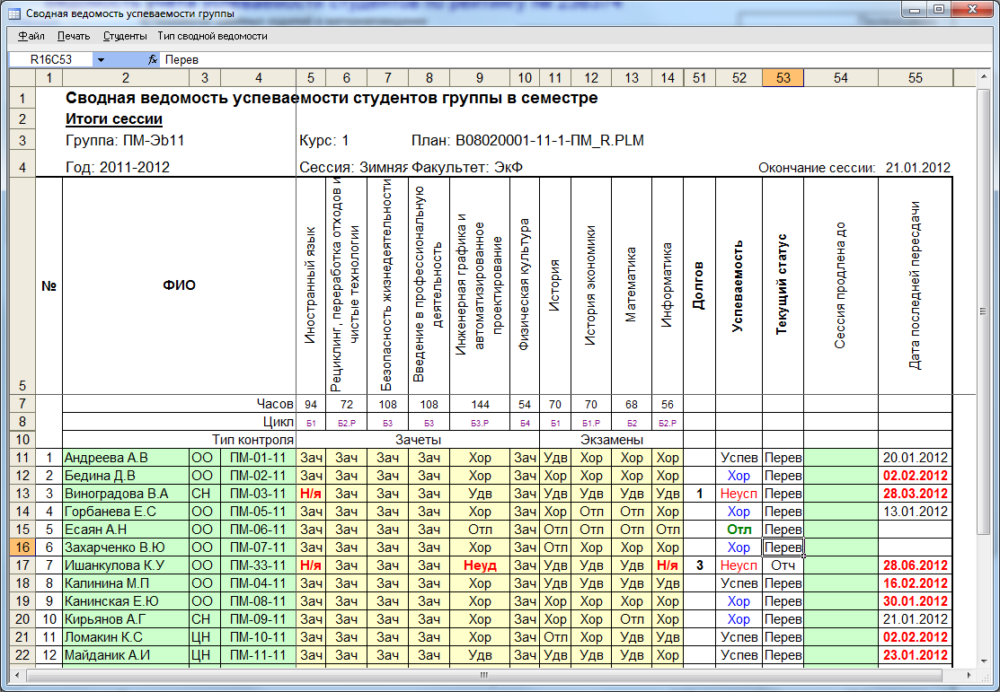 Сводная ведомость успеваемости группы
Файл Печать Студенты Тип сводной ведомости
R16C53 fx Перев
1 2 3 4 5 6 7 8 9 10 11 12 13 14 51 52 53 54 55
1 Сводная ведомость успеваемости студентов группы в семестре
2 Итоги сессии
3 Группа: ПМ-Эb11 Курс: 1 План: B08020001-11-1-ПМ_R.PLM
4 Год: 2011-2012 Сессия: Зимняя Факультет: ЭкФ Окончание сессии: 21.01.2012
5 № ФИО
Иностранный язык
Рециклинг, переработка отходов и
чистые технологии
Безопасность жизнедеятельности
Введение в профессиональную
деятельность
Инженерная графика и
автоматизированное
проектирование
Физическая культура
История
История экономики
Математика
Информатика
Долгов
Успеваемость
Текущий статус
Сессия продлена до
Дата последней пересдачи
7 Часов 94 72 108 108 144 54 70 70 68 56
8 Цикл Б1 Б2.Р Б3 Б3 Б3.Р Б4 Б1 Б1.Р Б2 Б2.Р
10 Тип контроля Зачеты Экзамены
11 1 Андреева А.В ОО ПМ-01-11 Зач Зач Зач Зач Хор Зач Удв Хор Хор Хор Успев Перев 20.01.2012
12 2 Бедина Д.В ОО ПМ-02-11 Зач Зач Зач Зач Хор Зач Хор Хор Хор Хор Хор Перев 02.02.2012
13 3 Виноградова В.А СН ПМ-03-11 Н/я Зач Зач Зач Удв Зач Удв Удв Удв Удв 1 Неусп Перев 28.03.2012
14 4 Горбанева Е.С ОО ПМ-05-11 Зач Зач Зач Зач Хор Зач Хор Отл Отл Хор Хор Перев 13.01.2012
15 5 Есаян А.Н ОО ПМ-06-11 Зач Зач Зач Зач Отл Зач Отл Отл Отл Отл Отл Перев
16 6 Захарченко В.Ю ОО ПМ-07-11 Зач Зач Зач Зач Хор Зач Отл Хор Хор Хор Хор Перев
17 7 Ишанкулова К.У ОО ПМ-33-11 Н/я Зач Зач Зач Неуд Зач Удв Удв Удв Н/я 3 Неусп Отч 28.06.2012
18 8 Калинина М.П ОО ПМ-04-11 Зач Зач Зач Зач Хор Зач Удв Удв Удв Удв Успев Перев 16.02.2012
19 9 Канинская Е.Ю ОО ПМ-08-11 Зач Зач Зач Зач Хор Зач Хор Хор Хор Хор Хор Перев 30.01.2012
20 10 Кирьянов А.Г СН ПМ-09-11 Зач Зач Зач Зач Хор Зач Хор Хор Отл Хор Хор Перев 21.01.2012
21 11 Ломакин К.С ЦН ПМ-10-11 Зач Зач Зач Зач Хор Зач Отл Хор Удв Удв Успев Перев 02.02.2012
22 12 Майданик А.И ЦН ПМ-11-11 Зач Зач Зач Зач Удв Зач Удв Удв Удв Хор Успев Перев 23.01.2012